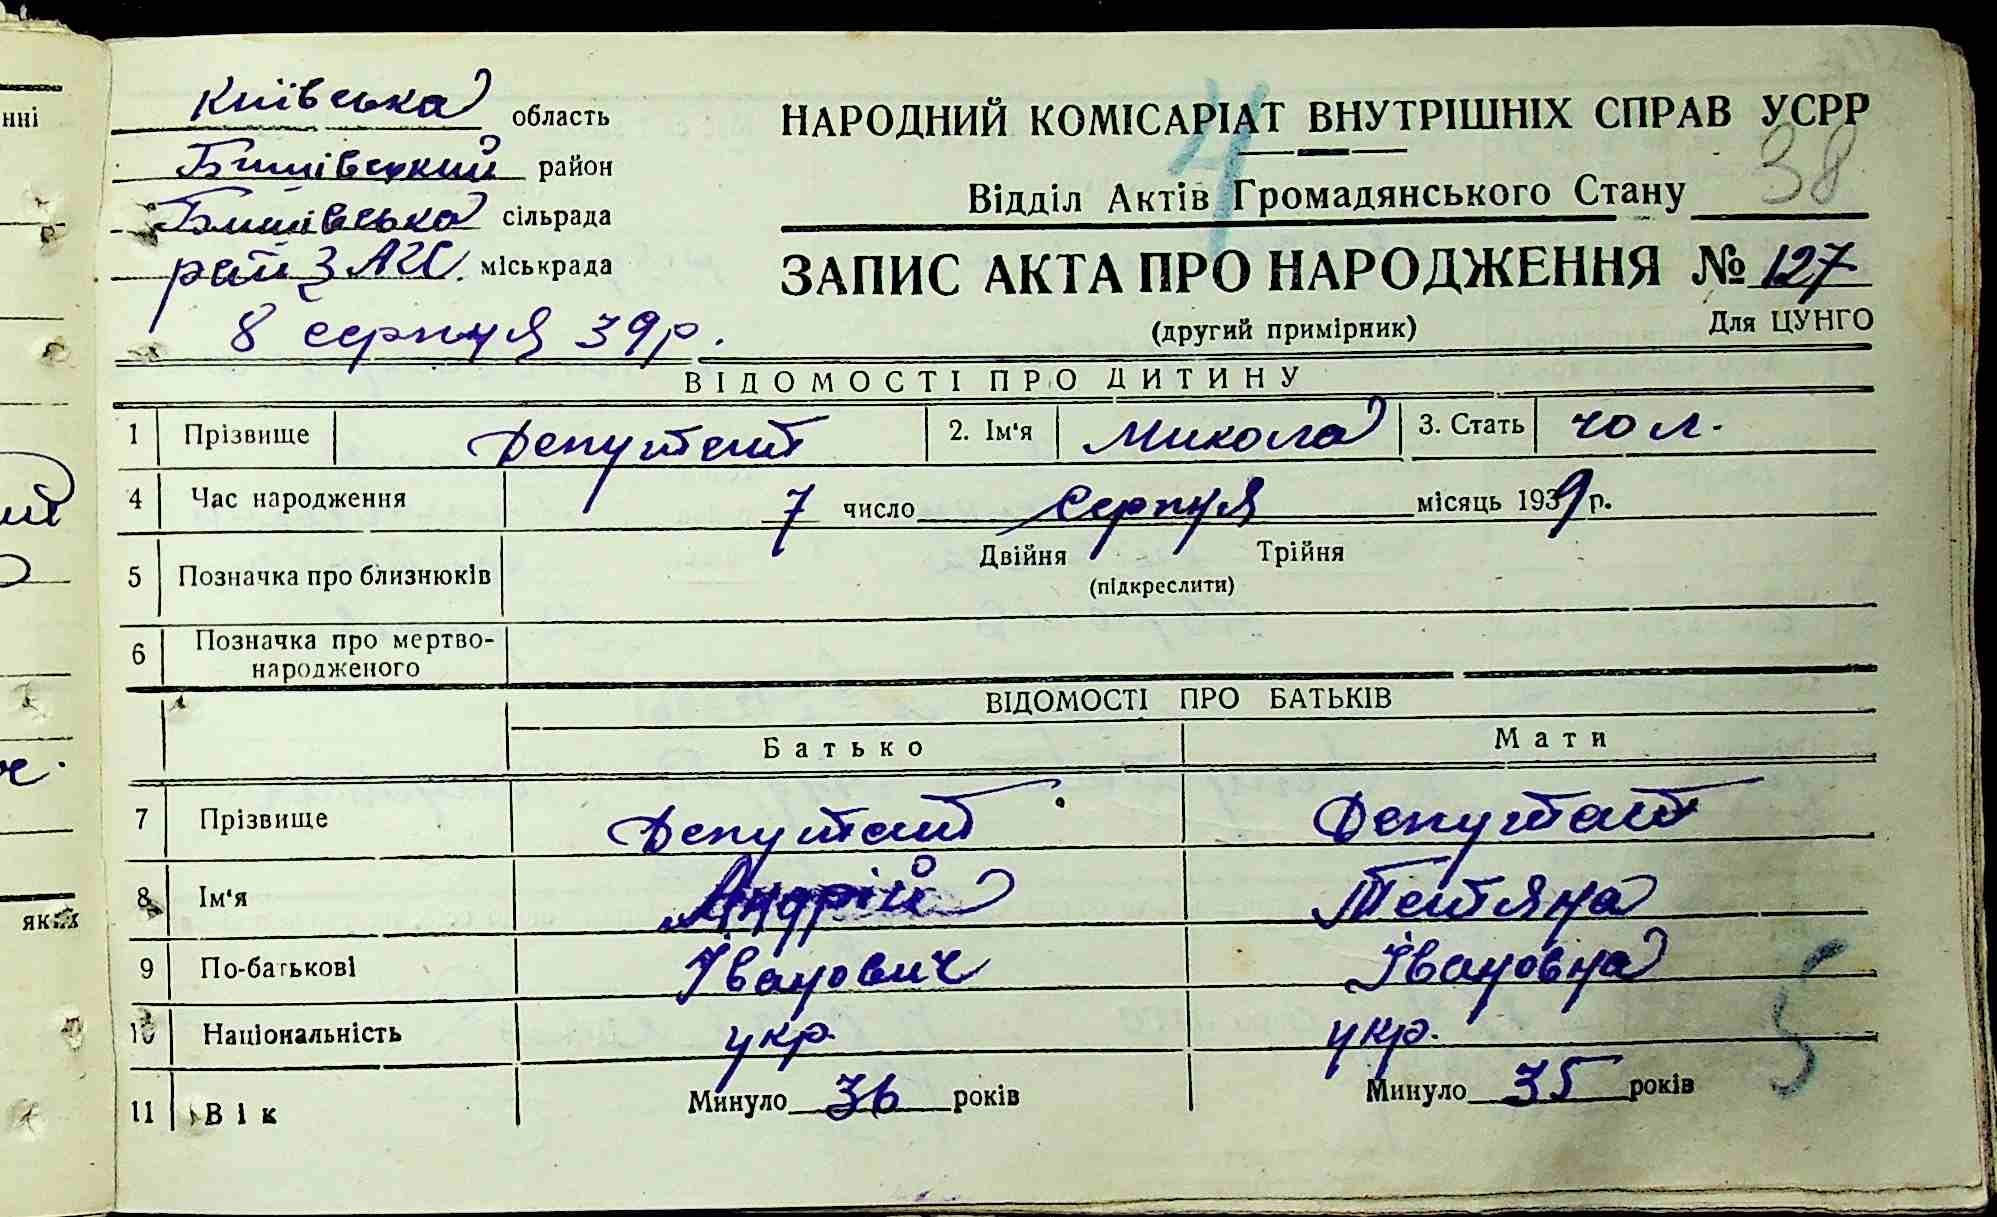 Київська область
Бишівський район
Бишівська сільрада
рай ЗАГС. міськрада
8 серпня 39 р.
НАРОДНИЙ КОМІСАРІАТ ВНУТРІШНІХ СПРАВ УСРР
4
38
Відділ Актів Громадянського Стану
ЗАПИС АКТА ПРО НАРОДЖЕННЯ № 127
(другий примірник) Для ЦУНГО
ВІДОМОСТІ ПРО ДИТИНУ
1 Прізвище Депутат 2. Ім'я Микола 3. Стать чол.
4 Час народження 7 число Серпня місяць 1939 р.
5 Позначка про близнюків Двійня Трійня
(підкреслити)
6 Позначка про мертво-
народженого
ВІДОМОСТІ ПРО БАТЬКІВ
Батько Мати
7 Прізвище Депутат Депутат
8 Ім'я Андрій Тетяна
9 По-батькові Іванович Івановна
10 Національність укр. укр.
11 Вік Минуло 36 років Минуло 35 років
5
нні
яких